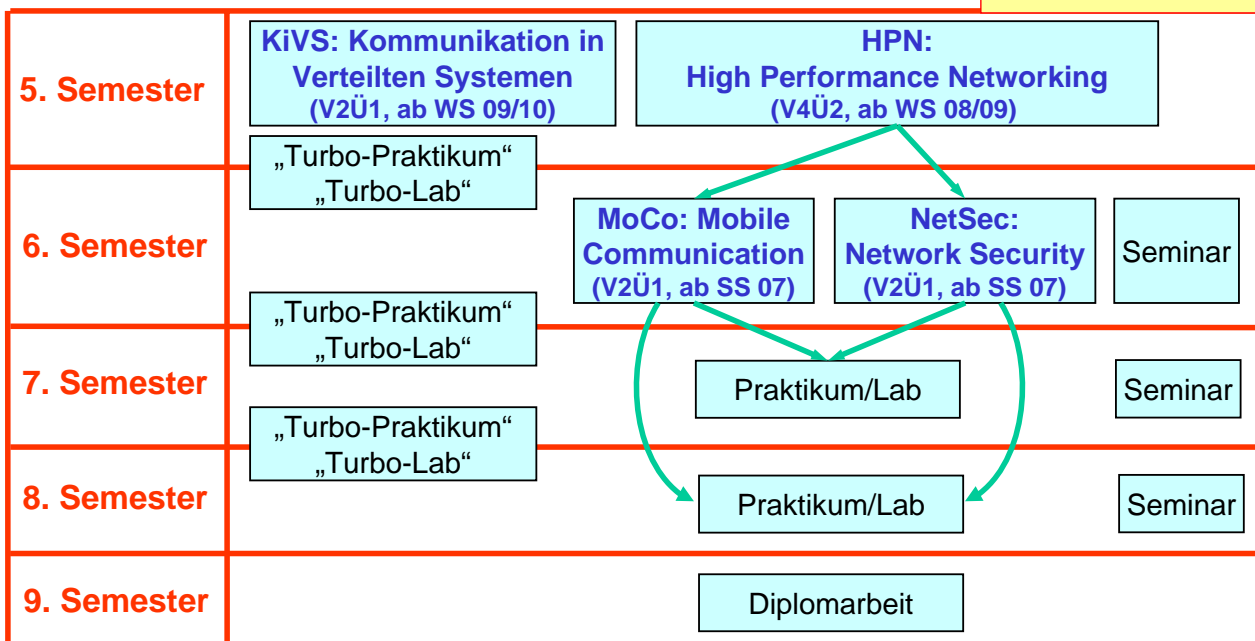 5. Semester
KiVS: Kommunikation in
Verteilten Systemen
(V2Ü1, ab WS 09/10)
HPN:
High Performance Networking
(V4Ü2, ab WS 08/09)
„Turbo-Praktikum“
„Turbo-Lab“
6. Semester
MoCo: Mobile
Communication
(V2Ü1, ab SS 07)
NetSec:
Network Security
(V2Ü1, ab SS 07)
Seminar
„Turbo-Praktikum“
„Turbo-Lab“
7. Semester
Praktikum/Lab
Seminar
„Turbo-Praktikum“
„Turbo-Lab“
8. Semester
Praktikum/Lab
Seminar
9. Semester
Diplomarbeit